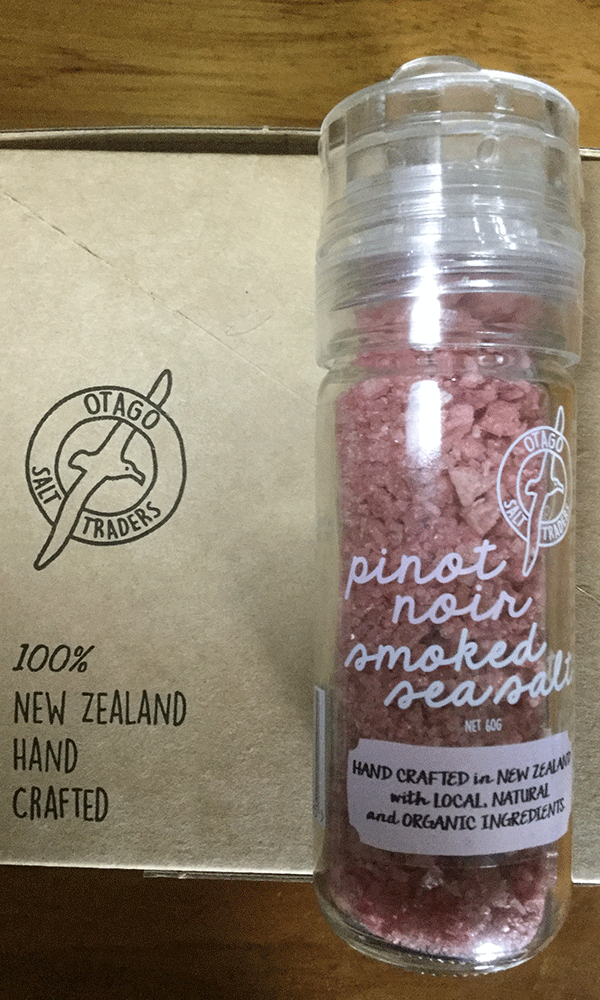 OTAGO
SALT TRADERS
100%
NEW ZEALAND
HAND
CRAFTED
OTAGO
SALT TRADERS
pinot
noir
smoked
sea salt
NET 60G
HAND CRAFTED in NEW ZEALAND
with LOCAL, NATURAL
and ORGANIC INGREDIENTS